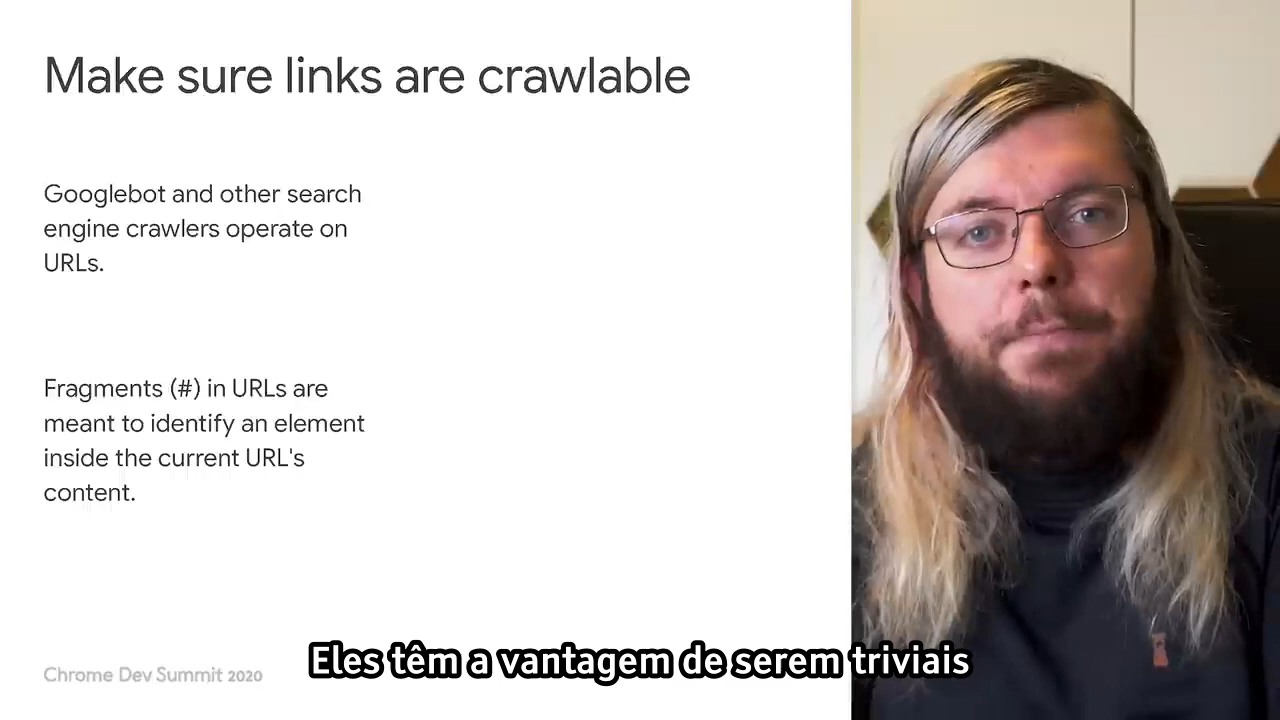 Make sure links are crawlable
Googlebot and other search
engine crawlers operate on
URLs.
Fragments (#) in URLs are
meant to identify an element
inside the current URL's
content.
Chrome Dev Summit 2020
Eles têm a vantagem de serem triviais